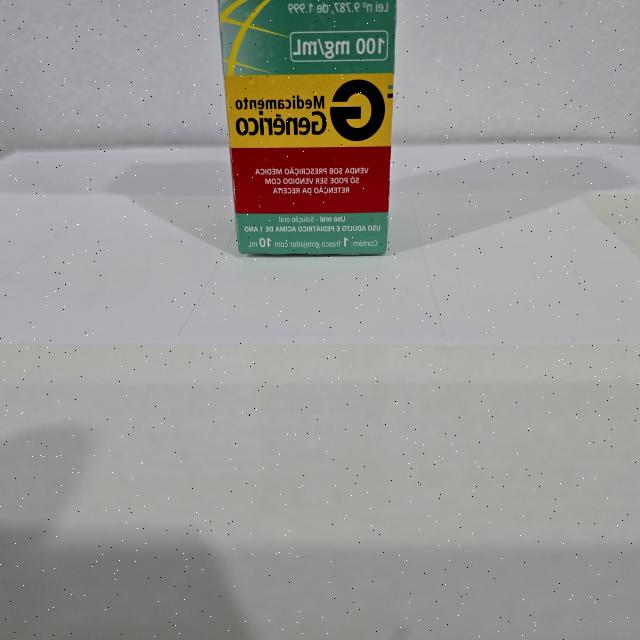 Lei nº 9.787, de 1.999
100 mg/mL
G
Medicamento
Genérico
VENDA SOB PRESCRIÇÃO MÉDICA
SÓ PODE SER VENDIDO COM
RETENÇÃO DA RECEITA
Uso oral - Solução oral
USO ADULTO E PEDIÁTRICO ACIMA DE 1 ANO
Contém: 1 frasco gotejador com 10 mL